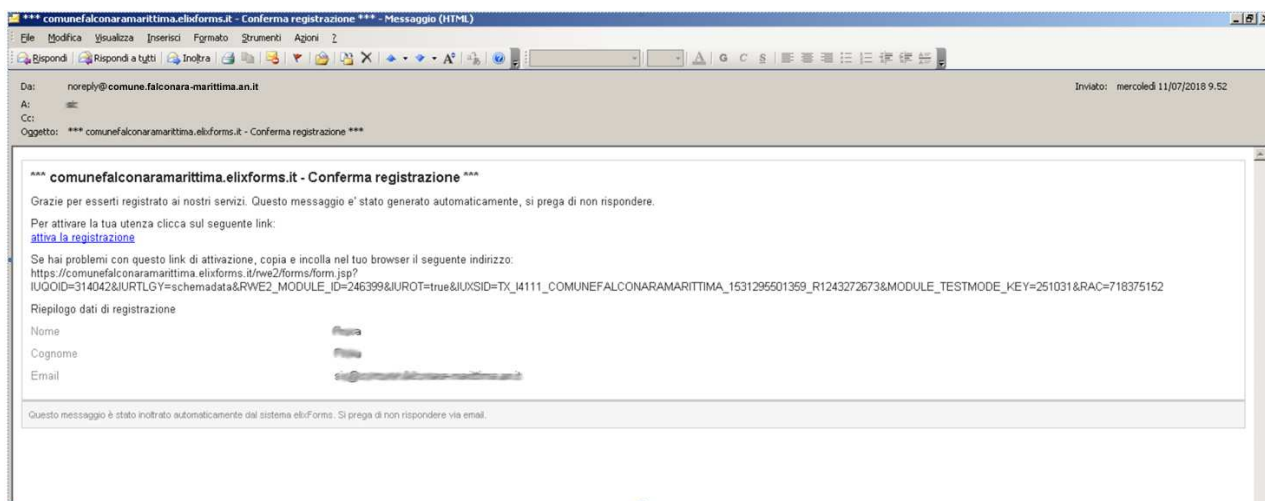 *** comunefalconaramarittima.elixforms.it - Conferma registrazione *** - Messaggio (HTML)
File Modifica Visualizza Inserisci Formato Strumenti Azioni ?
Rispondi Rispondi a tutti Inoltra
A G C S
Da: noreply@comune.falconara-marittima.an.it Inviato: mercoledì 11/07/2018 9.52
A:
Cc:
Oggetto: *** comunefalconaramarittima.elixforms.it - Conferma registrazione ***
*** comunefalconaramarittima.elixforms.it - Conferma registrazione ***
Grazie per esserti registrato ai nostri servizi. Questo messaggio e' stato generato automaticamente, si prega di non rispondere.
Per attivare la tua utenza clicca sul seguente link:
attiva la registrazione
Se hai problemi con questo link di attivazione, copia e incolla nel tuo browser il seguente indirizzo:
https://comunefalconaramarittima.elixforms.it/rwe2/forms/form.jsp?
IUQOID=314042&IURTLGY=schemadata&RWE2_MODULE_ID=246399&IUROT=true&IUXSID=TX_I4111_COMUNEFALCONARAMARITTIMA_1531295501359_R1243272673&MODULE_TESTMODE_KEY=251031&RAC=718375152
Riepilogo dati di registrazione
Nome
Cognome
Email
Questo messaggio è stato inoltrato automaticamente dal sistema elixForms. Si prega di non rispondere via email.